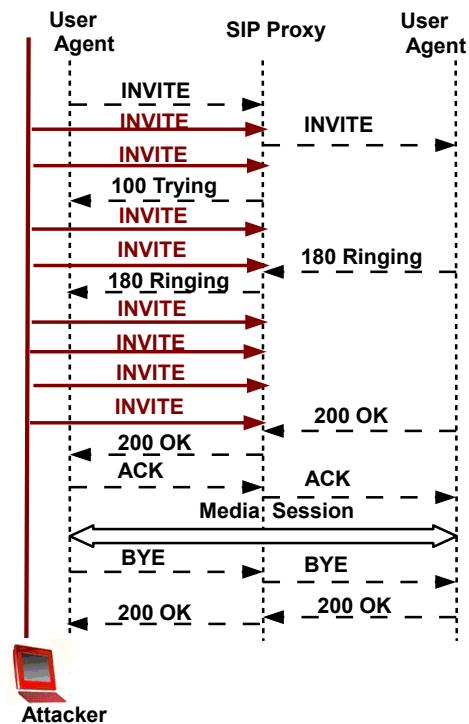 User
Agent
SIP Proxy
User
Agent
INVITE
INVITE
INVITE
INVITE
100 Trying
INVITE
INVITE
180 Ringing
180 Ringing
INVITE
INVITE
INVITE
INVITE
200 OK
200 OK
ACK
ACK
Media Session
BYE
BYE
200 OK
200 OK
Attacker